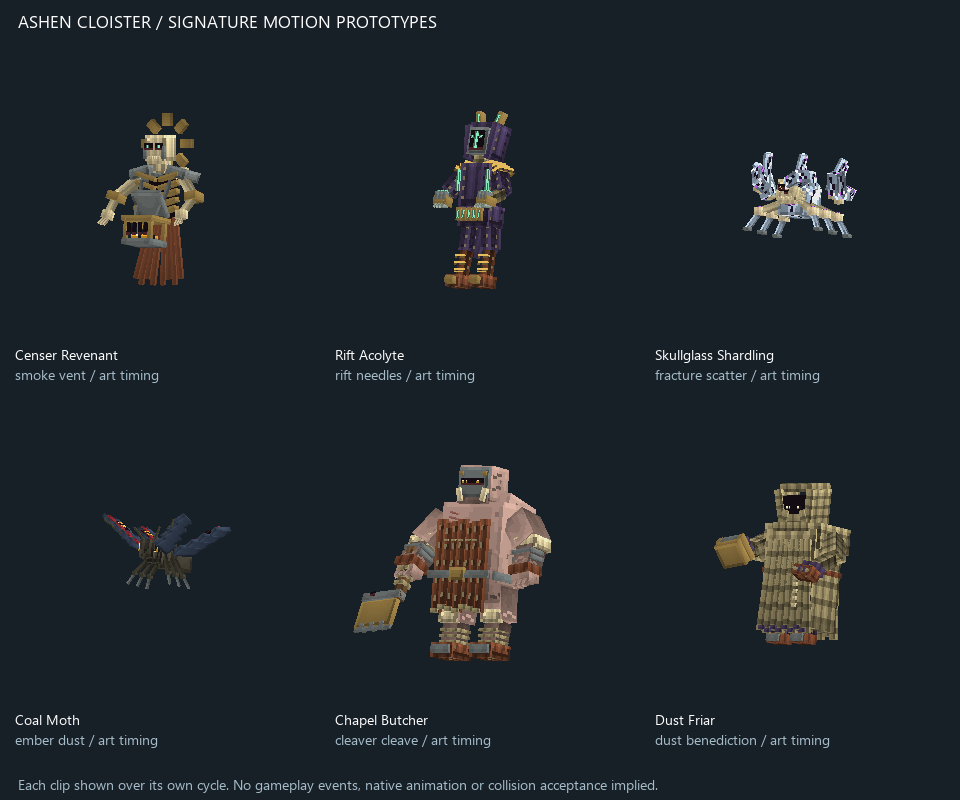 ASHEN CLOISTER / SIGNATURE MOTION PROTOTYPES
Censer Revenant
smoke vent / art timing
Rift Acolyte
rift needles / art timing
Skullglass Shardling
fracture scatter / art timing
Coal Moth
ember dust / art timing
Chapel Butcher
cleaver cleave / art timing
Dust Friar
dust benediction / art timing
Each clip shown over its own cycle. No gameplay events, native animation or collision acceptance implied.